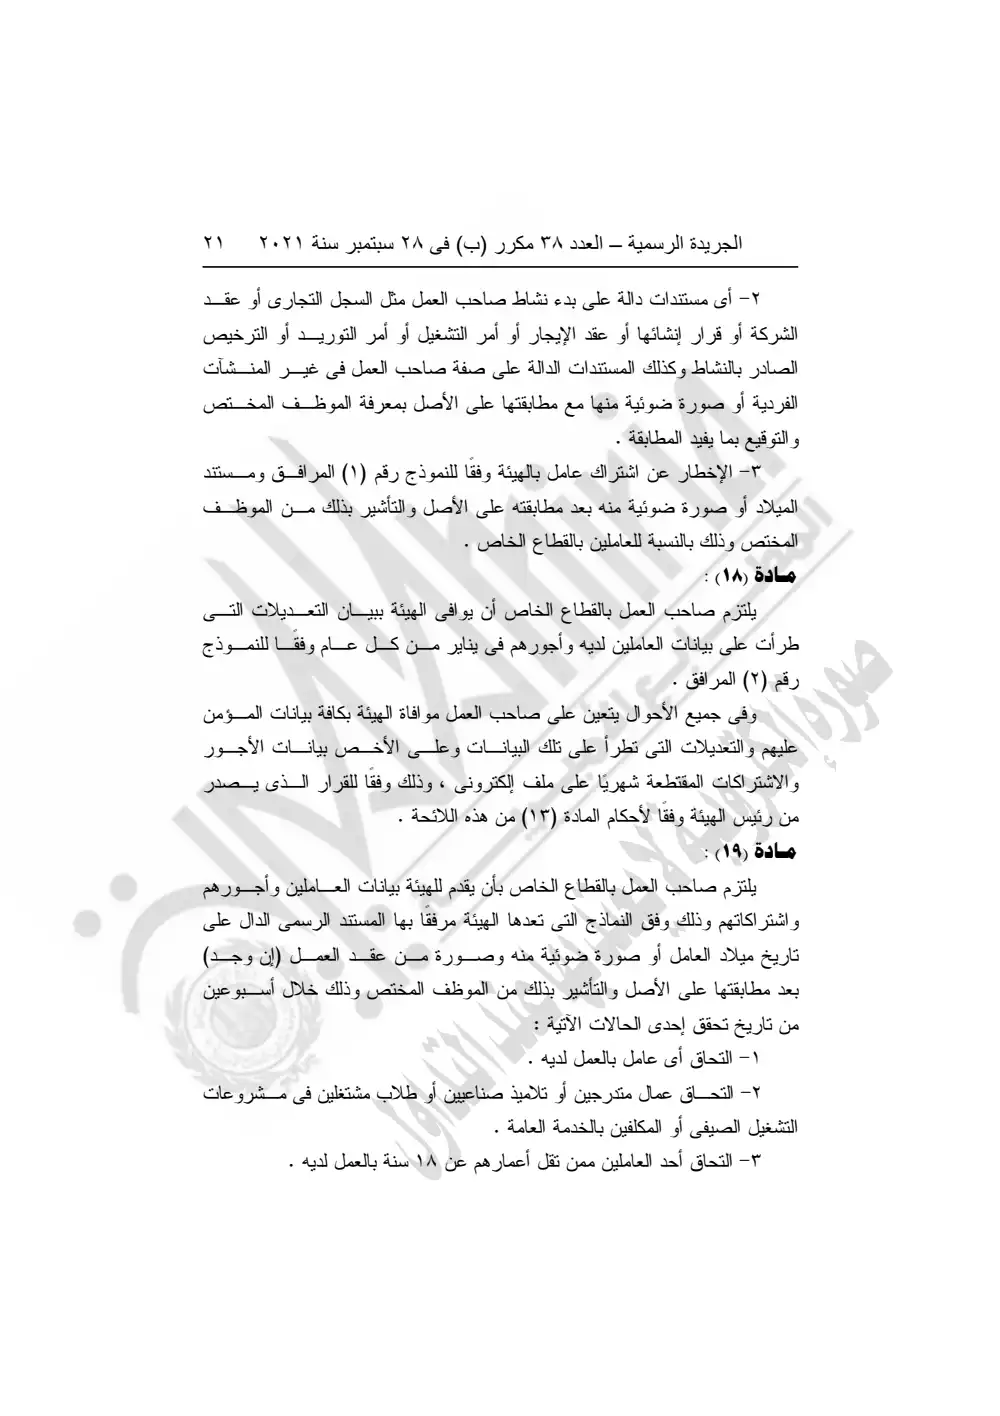 الجريدة الرسمية – العدد ٣٨ مكرر (ب) فى ٢٨ سبتمبر سنة ٢٠٢١ ٢١
٢- أى مستندات دالة على بدء نشاط صاحب العمل مثل السجل التجارى أو عقد
الشركة أو قرار إنشائها أو عقد الإيجار أو أمر التشغيل أو أمر التوريد أو الترخيص
الصادر بالنشاط وكذلك المستندات الدالة على صفة صاحب العمل فى غير المنشآت
الفردية أو صورة ضوئية منها مع مطابقتها على الأصل بمعرفة الموظف المختص
والتوقيع بما يفيد المطابقة .
٣- الإخطار عن اشتراك عامل بالهيئة وفقًا للنموذج رقم (١) المرافق ومستند
الميلاد أو صورة ضوئية منه بعد مطابقته على الأصل والتأشير بذلك من الموظف
المختص وذلك بالنسبة للعاملين بالقطاع الخاص .
مادة (١٨) :
يلتزم صاحب العمل بالقطاع الخاص أن يوافى الهيئة ببيان التعديلات التى
طرأت على بيانات العاملين لديه وأجورهم فى يناير من كل عام وفقًا للنموذج
رقم (٢) المرافق .
وفى جميع الأحوال يتعين على صاحب العمل موافاة الهيئة بكافة بيانات المؤمن
عليهم والتعديلات التى تطرأ على تلك البيانات وعلى الأخص بيانات الأجور
والاشتراكات المقتطعة شهريًا على ملف إلكترونى ، وذلك وفقًا للقرار الذى يصدر
من رئيس الهيئة وفقًا لأحكام المادة (١٣) من هذه اللائحة .
مادة (١٩) :
يلتزم صاحب العمل بالقطاع الخاص بأن يقدم للهيئة بيانات العاملين وأجورهم
واشتراكاتهم وذلك وفق النماذج التى تعدها الهيئة مرفقًا بها المستند الرسمى الدال على
تاريخ ميلاد العامل أو صورة ضوئية منه وصورة من عقد العمل (إن وجد)
بعد مطابقتها على الأصل والتأشير بذلك من الموظف المختص وذلك خلال أسبوعين
من تاريخ تحقق إحدى الحالات الآتية :
١- التحاق أى عامل بالعمل لديه .
٢- التحاق عمال متدرجين أو تلاميذ صناعيين أو طلاب مشتغلين فى مشروعات
التشغيل الصيفى أو المكلفين بالخدمة العامة .
٣- التحاق أحد العاملين ممن تقل أعمارهم عن ١٨ سنة بالعمل لديه .
صورة إلكترونية لا يعتد بها عند التداول